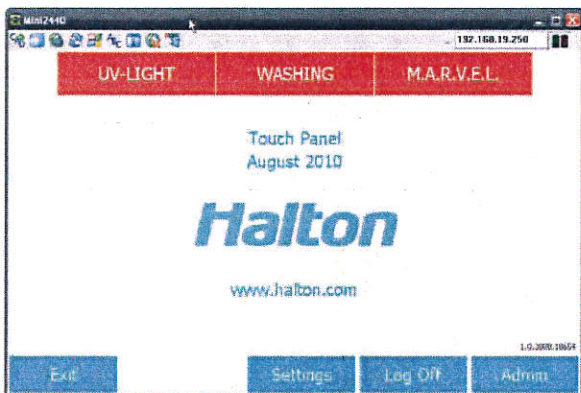 Mini2440
192.168.19.250
UV-LIGHT WASHING M.A.R.V.E.L.
Touch Panel
August 2010
Halton
www.halton.com
Exit Settings Log Off Admin